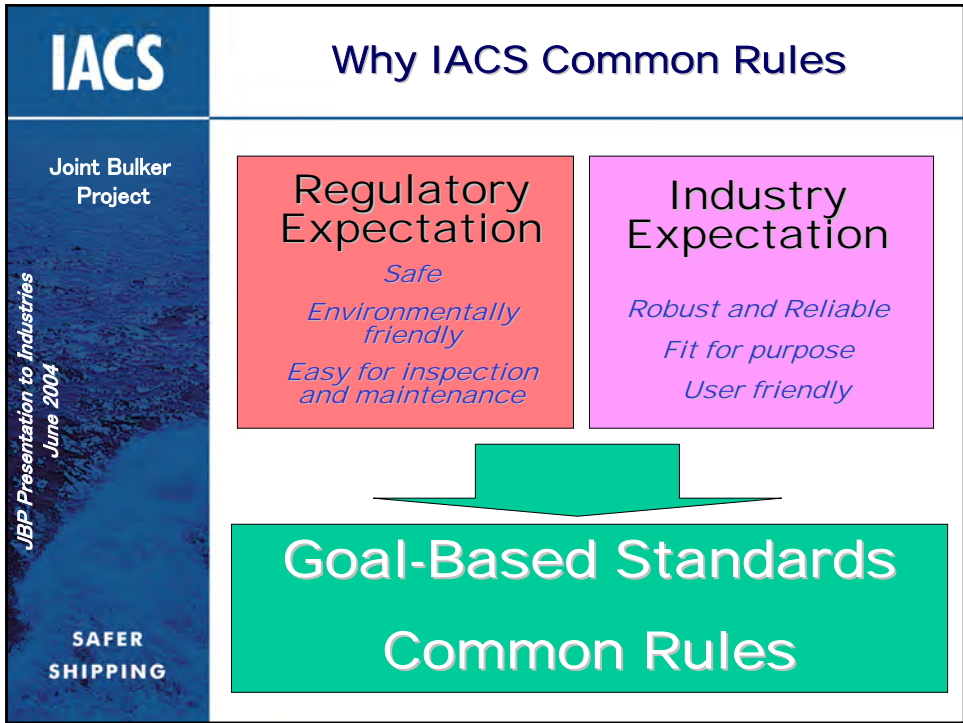 IACS
Why IACS Common Rules
Joint Bulker
Project
JBP Presentation to Industries
June 2004
Regulatory
Expectation
Safe
Environmentally
friendly
Easy for inspection
and maintenance
Industry
Expectation
Robust and Reliable
Fit for purpose
User friendly
Goal-Based Standards
Common Rules
SAFER
SHIPPING